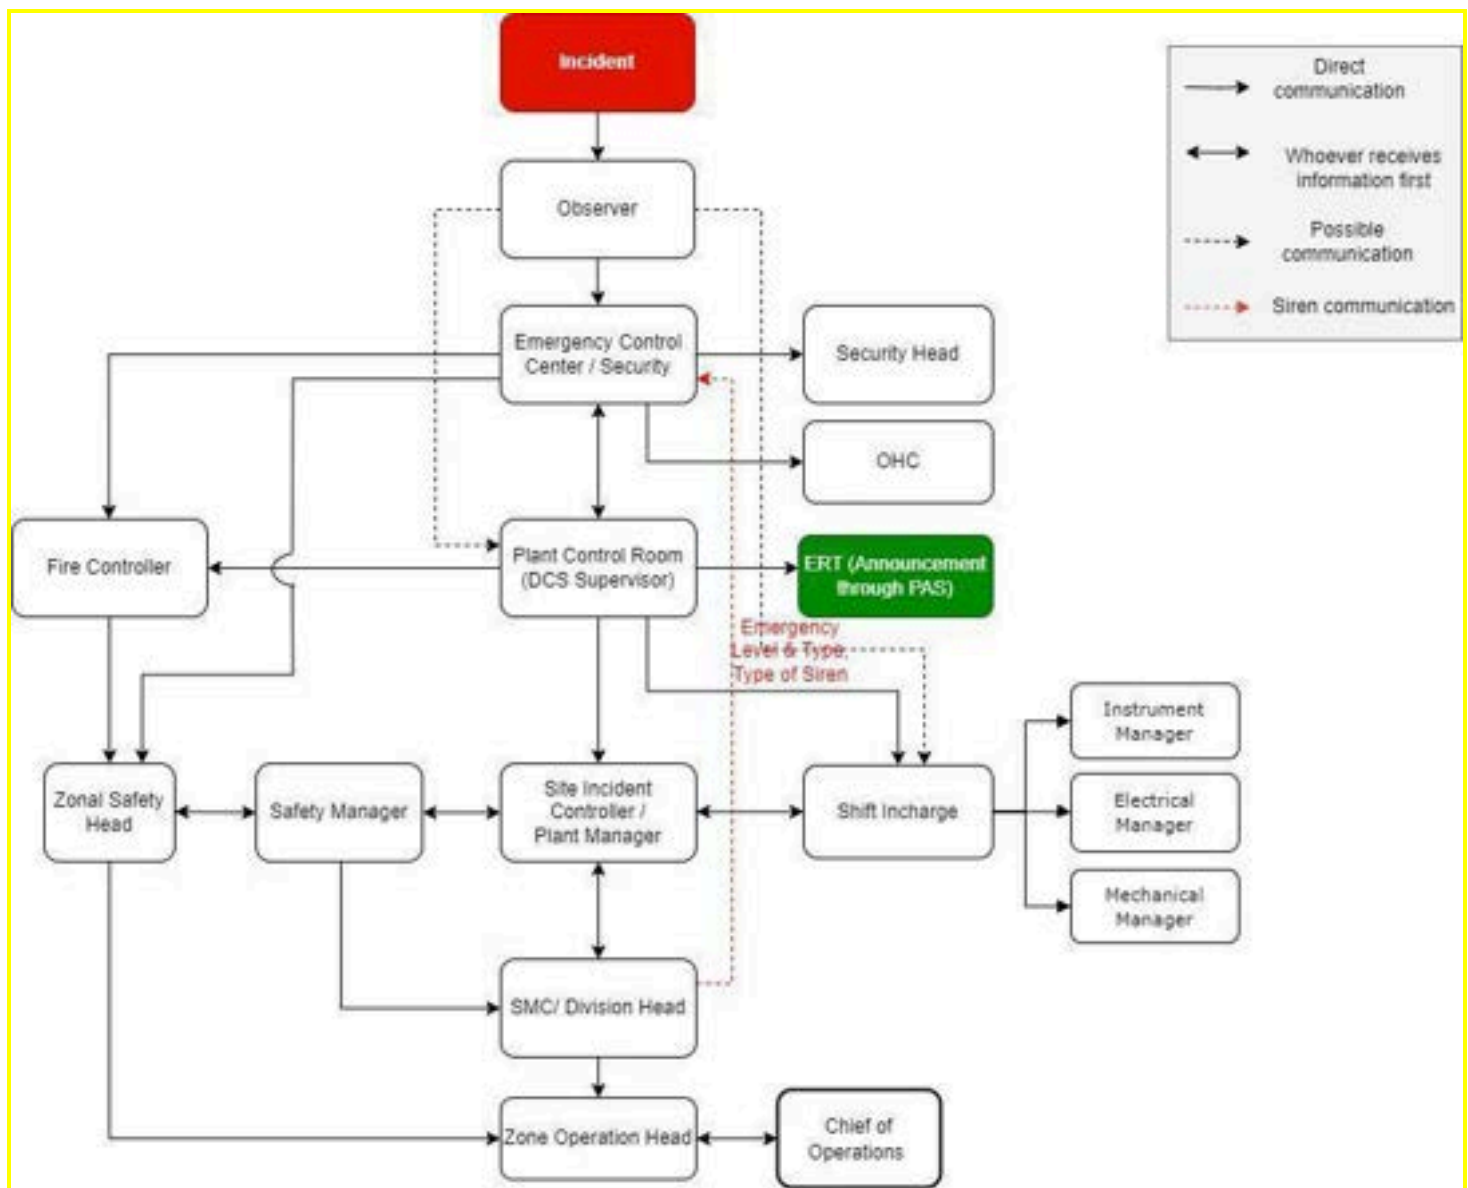 Incident
Direct
communication
Whoever receives
information first
Possible
communication
Siren communication
Observer
Emergency Control
Center / Security
Security Head
OHC
Fire Controller
Plant Control Room
(DCS Supervisor)
ERT (Announcement
through PAS)
Emergency
Level & Type,
Type of Siren
Instrument
Manager
Zonal Safety
Head
Safety Manager
Site Incident
Controller /
Plant Manager
Shift Incharge
Electrical
Manager
Mechanical
Manager
SMC/ Division Head
Zone Operation Head
Chief of
Operations